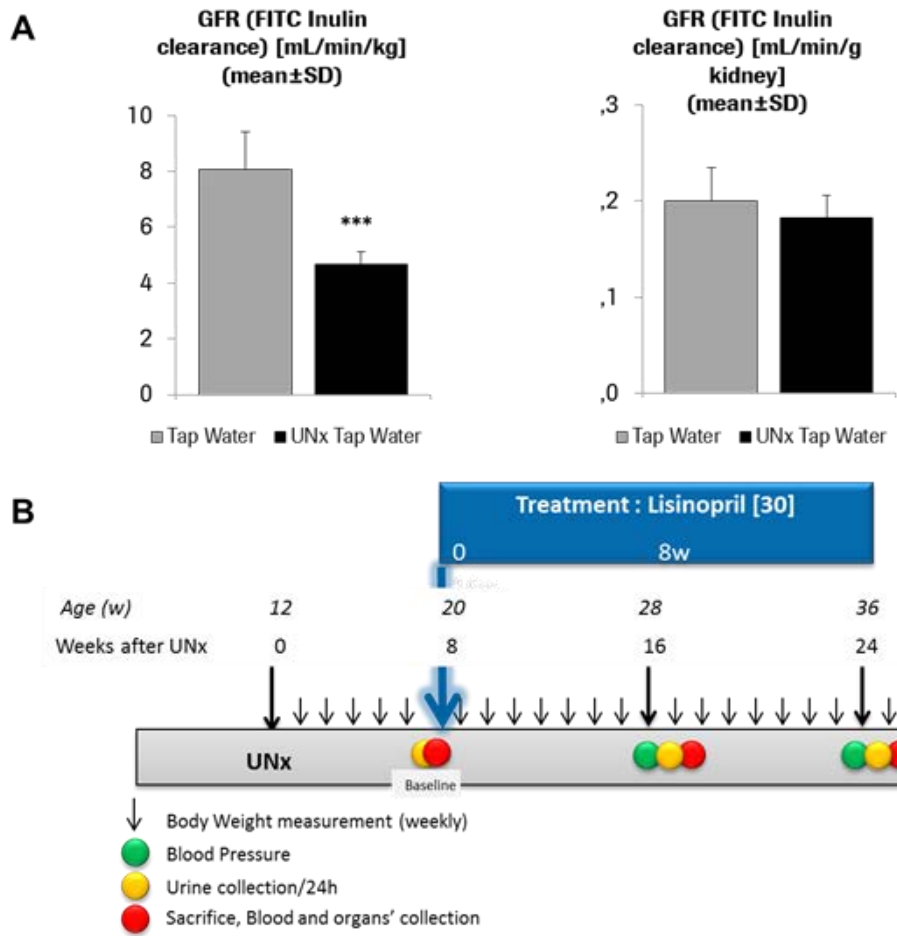 A
GFR (FITC Inulin
clearance) [mL/min/kg]
(mean±SD)
10
8
6
4
2
0
***
Tap Water UNx Tap Water
GFR (FITC Inulin
clearance) [mL/min/g
kidney]
(mean±SD)
,3
,2
,1
,0
Tap Water UNx Tap Water
B
Treatment : Lisinopril [30]
0 8w
Age (w) 12 20 28 36
Weeks after UNx 0 8 16 24
UNx
Baseline
Body Weight measurement (weekly)
Blood Pressure
Urine collection/24h
Sacrifice, Blood and organs' collection